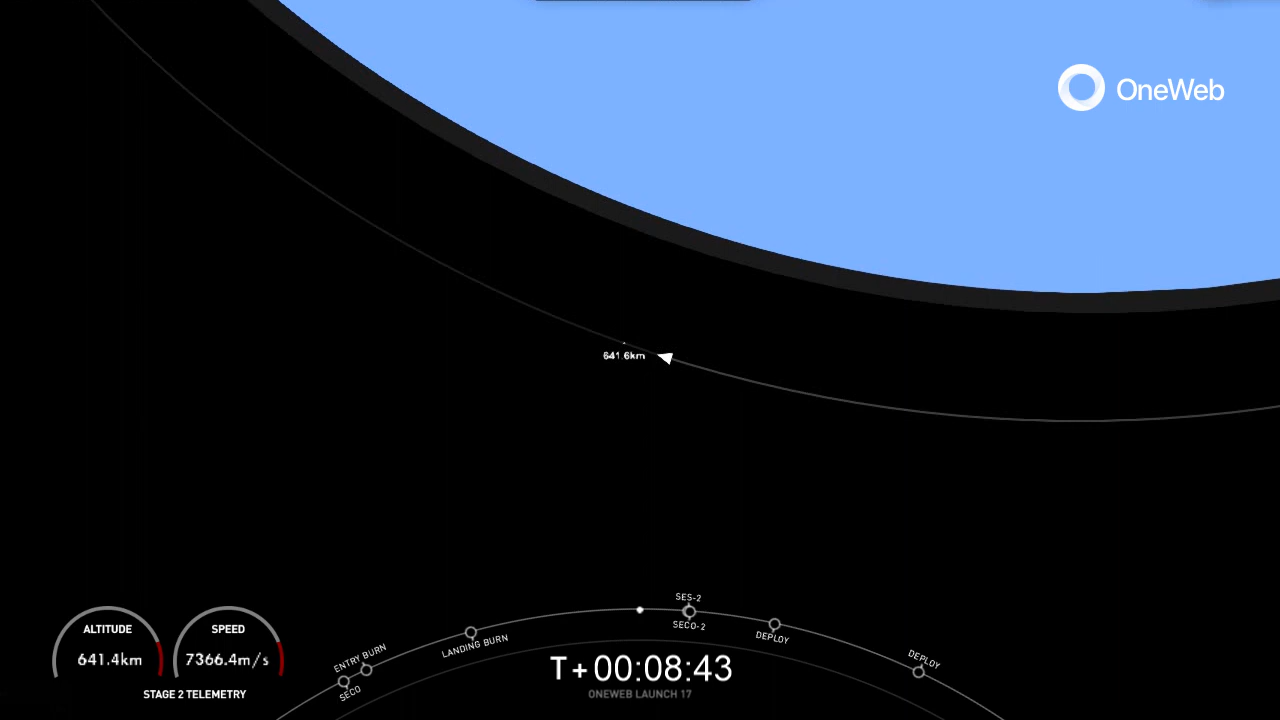 OneWeb
641.6km
SES-2
SECO-2
DEPLOY
LANDING BURN
ENTRY BURN
SECO
DEPLOY
ALTITUDE
641.4km
SPEED
7366.4m/s
STAGE 2 TELEMETRY
T+00:08:43
ONEWEB LAUNCH 17